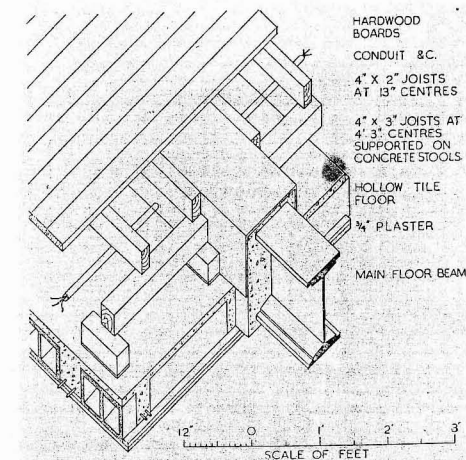 HARDWOOD
BOARDS
CONDUIT &C.
4" X 2" JOISTS
AT 13" CENTRES
4" X 3" JOISTS AT
4'. 3". CENTRES
SUPPORTED ON
CONCRETE STOOLS
HOLLOW TILE
FLOOR
3/4" PLASTER
MAIN FLOOR BEAM
12" 0 1' 2' 3'
SCALE OF FEET